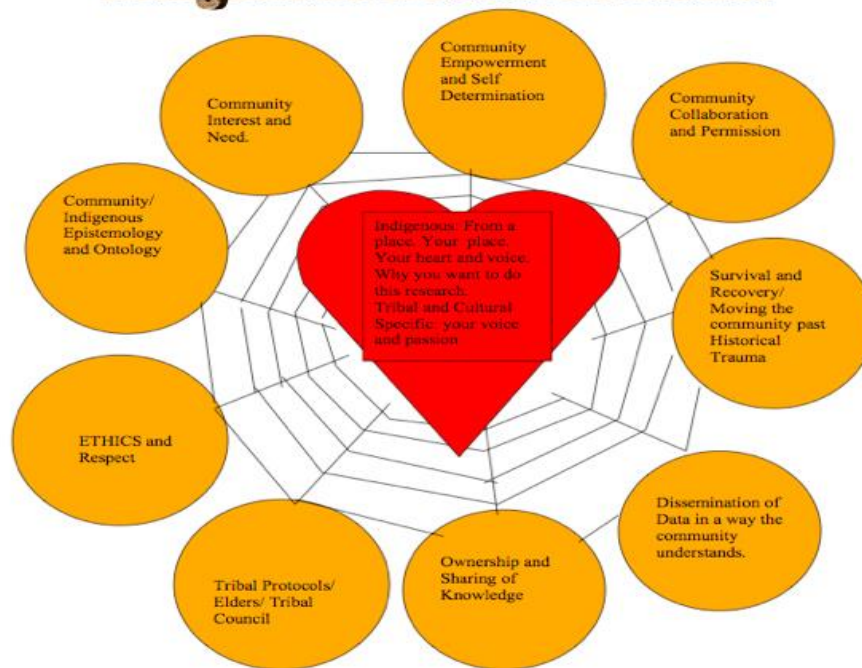 Community
Empowerment
and Self
Determination
Community
Interest and
Need.
Community
Collaboration
and Permission
Community/
Indigenous
Epistemology
and Ontology
Indigenous: From a
place. Your place.
Your heart and voice.
Why you want to do
this research.
Tribal and Cultural
Specific: your voice
and passion
Survival and
Recovery/
Moving the
community past
Historical
Trauma
ETHICS and
Respect
Dissemination of
Data in a way the
community
understands.
Tribal Protocols/
Elders/ Tribal
Council
Ownership and
Sharing of
Knowledge